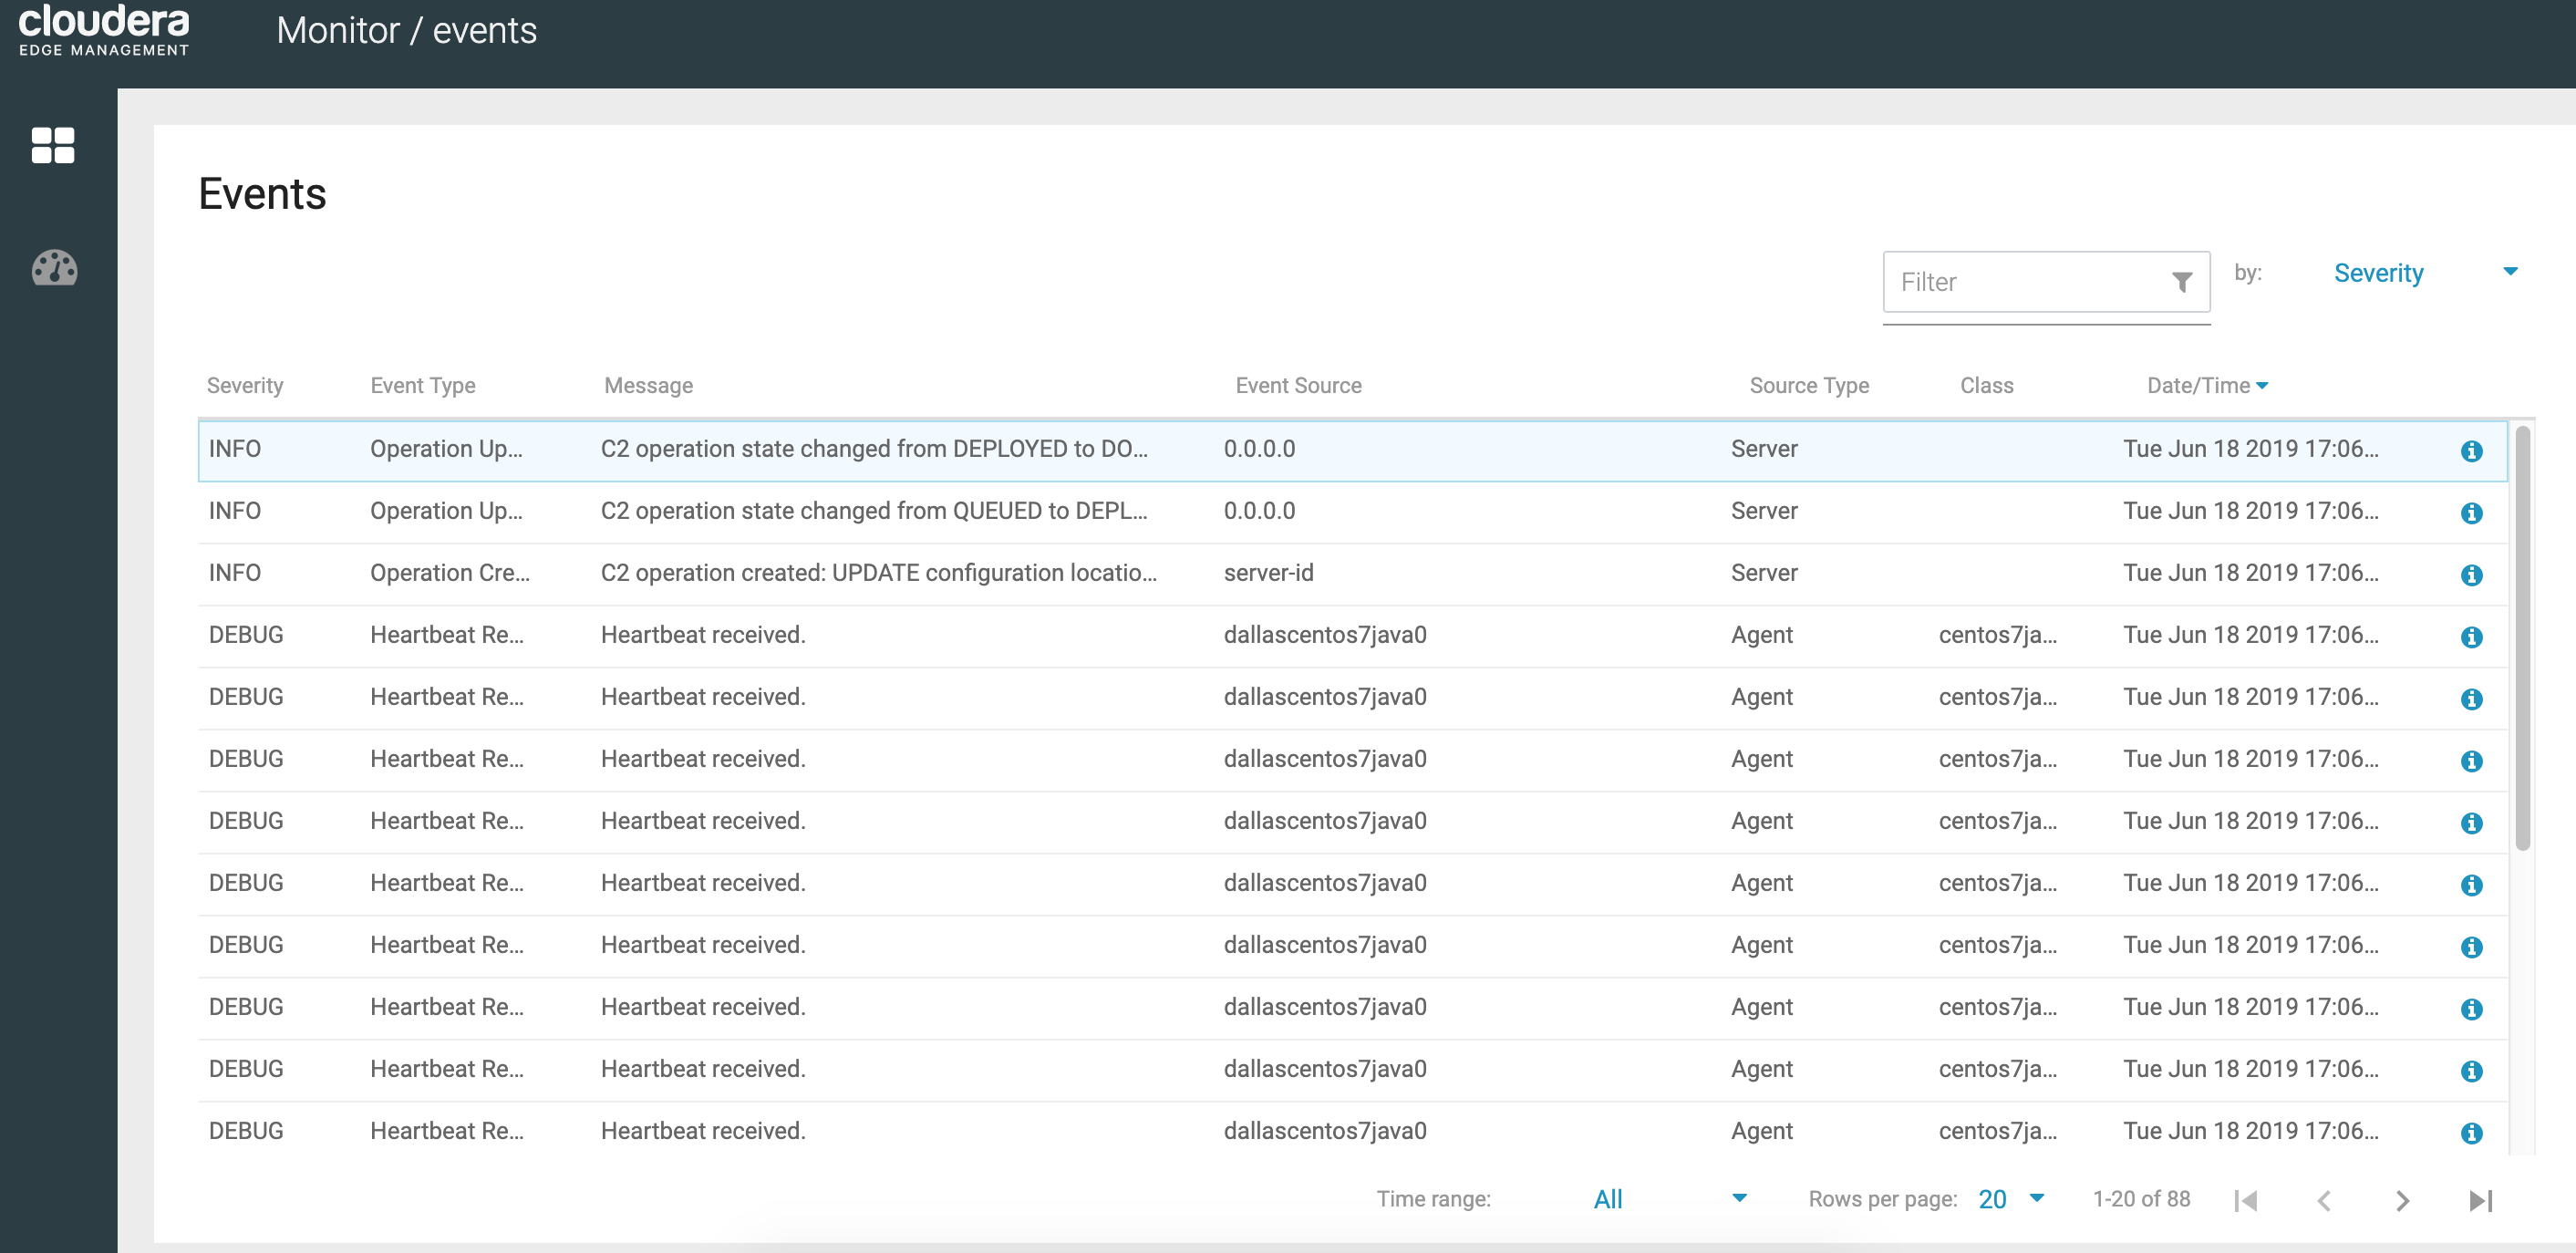 cloudera
EDGE MANAGEMENT
Monitor / events
Events
Filter by: Severity
Severity Event Type Message Event Source Source Type Class Date/Time
INFO Operation Up... C2 operation state changed from DEPLOYED to DO... 0.0.0.0 Server Tue Jun 18 2019 17:06...
INFO Operation Up... C2 operation state changed from QUEUED to DEPL... 0.0.0.0 Server Tue Jun 18 2019 17:06...
INFO Operation Cre... C2 operation created: UPDATE configuration locatio... server-id Server Tue Jun 18 2019 17:06...
DEBUG Heartbeat Re... Heartbeat received. dallascentos7java0 Agent centos7ja... Tue Jun 18 2019 17:06...
DEBUG Heartbeat Re... Heartbeat received. dallascentos7java0 Agent centos7ja... Tue Jun 18 2019 17:06...
DEBUG Heartbeat Re... Heartbeat received. dallascentos7java0 Agent centos7ja... Tue Jun 18 2019 17:06...
DEBUG Heartbeat Re... Heartbeat received. dallascentos7java0 Agent centos7ja... Tue Jun 18 2019 17:06...
DEBUG Heartbeat Re... Heartbeat received. dallascentos7java0 Agent centos7ja... Tue Jun 18 2019 17:06...
DEBUG Heartbeat Re... Heartbeat received. dallascentos7java0 Agent centos7ja... Tue Jun 18 2019 17:06...
DEBUG Heartbeat Re... Heartbeat received. dallascentos7java0 Agent centos7ja... Tue Jun 18 2019 17:06...
DEBUG Heartbeat Re... Heartbeat received. dallascentos7java0 Agent centos7ja... Tue Jun 18 2019 17:06...
DEBUG Heartbeat Re... Heartbeat received. dallascentos7java0 Agent centos7ja... Tue Jun 18 2019 17:06...
Time range: All Rows per page: 20 1-20 of 88